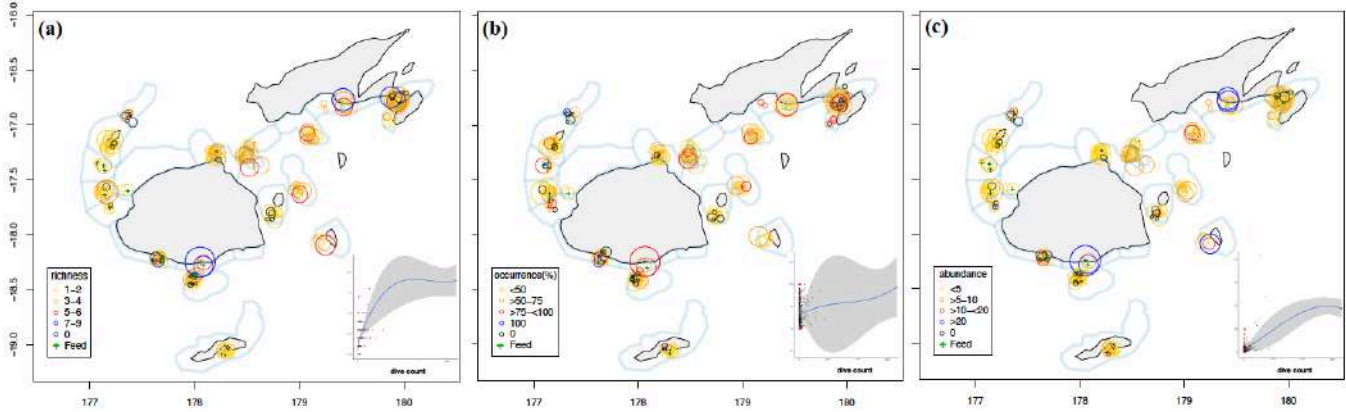 (a)
(b)
(c)
-16.0
-16.5
-17.0
-17.5
-18.0
-18.5
-19.0
richness
1-2
3-4
5-6
7-9
0
Feed
dive count
occurrence(%)
<50
>50-75
>75-<100
100
0
Feed
dive count
abundance
<5
>5-10
>10-<20
>20
0
Feed
dive count
177 178 179 180
177 178 179 180
177 178 179 180